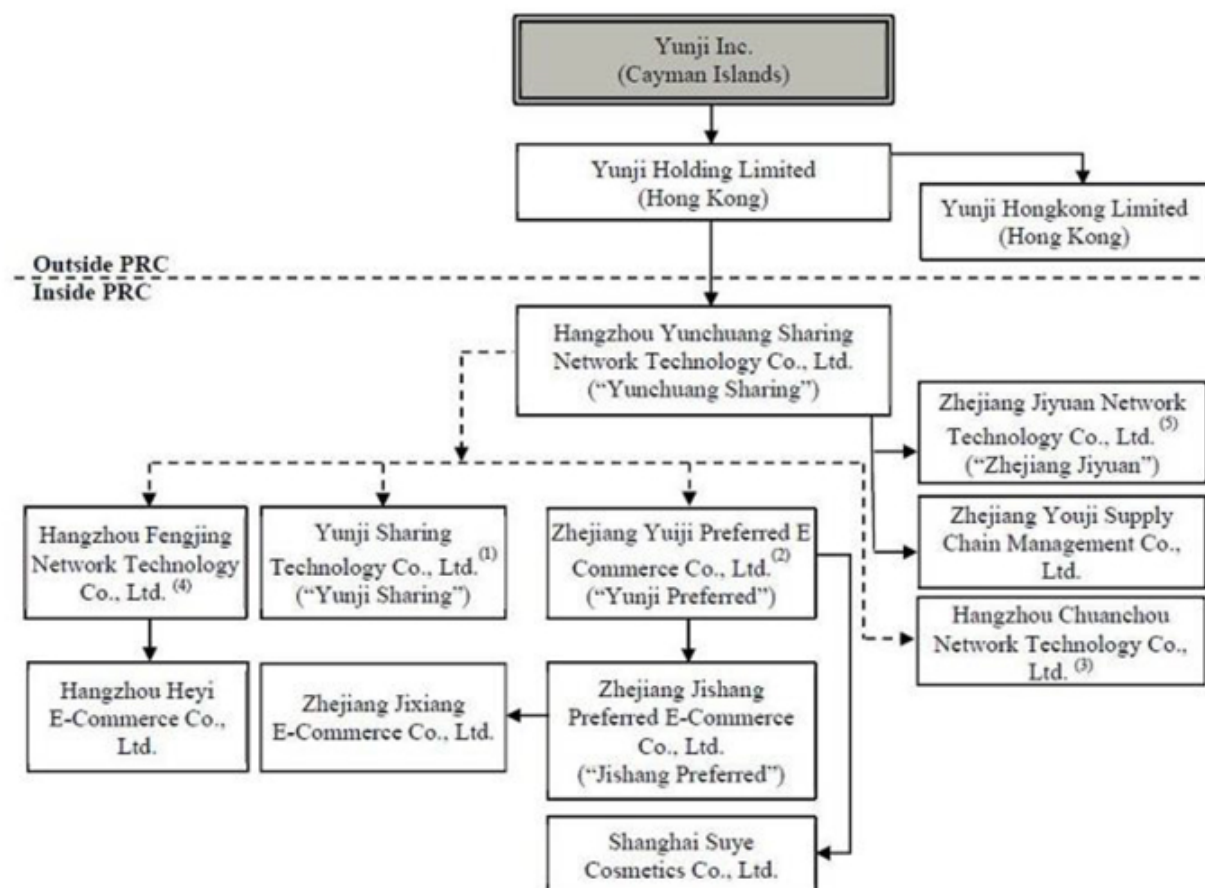 Yunji Inc.
(Cayman Islands)
Yunji Holding Limited
(Hong Kong)
Yunji Hongkong Limited
(Hong Kong)
Outside PRC
Inside PRC
Hangzhou Yunchuang Sharing
Network Technology Co., Ltd.
(“Yunchuang Sharing”)
Zhejiang Jiyuan Network
Technology Co., Ltd. (5)
(“Zhejiang Jiyuan”)
Zhejiang Youji Supply
Chain Management Co.,
Ltd.
Hangzhou Chuanchou
Network Technology Co.,
Ltd. (3)
Hangzhou Fengjing
Network Technology
Co., Ltd. (4)
Yunji Sharing
Technology Co., Ltd. (1)
(“Yunji Sharing”)
Zhejiang Yuiji Preferred E
Commerce Co., Ltd. (2)
(“Yunji Preferred”)
Hangzhou Heyi
E-Commerce Co.,
Ltd.
Zhejiang Jixiang
E-Commerce Co., Ltd.
Zhejiang Jishang
Preferred E-Commerce
Co., Ltd.
(“Jishang Preferred”)
Shanghai Suye
Cosmetics Co., Ltd.